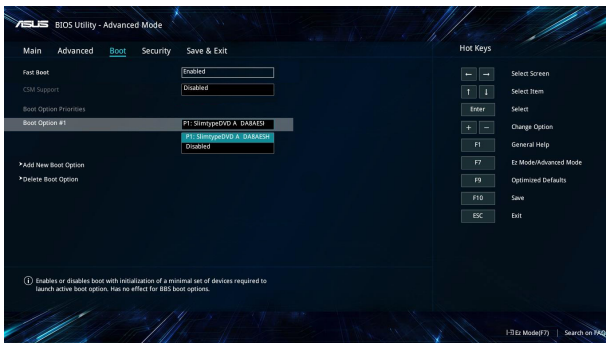 ASUS BIOS Utility - Advanced Mode
Main Advanced Boot Security Save & Exit
Hot Keys
Fast Boot Enabled
CSM Support Disabled
Boot Option Priorities
Boot Option #1 P1: SlimtypeDVD A DA8AESI
P1: SlimtypeDVD A DA8AESH
Disabled
Add New Boot Option
Delete Boot Option
← → Select Screen
↑ ↓ Select Item
Enter Select
+ − Change Option
F1 General Help
F7 Ez Mode/Advanced Mode
F9 Optimized Defaults
F10 Save
ESC Exit
Enables or disables boot with initialization of a minimal set of devices required to
launch active boot option. Has no effect for BBS boot options.
Ez Mode(F7) | Search on FAQ